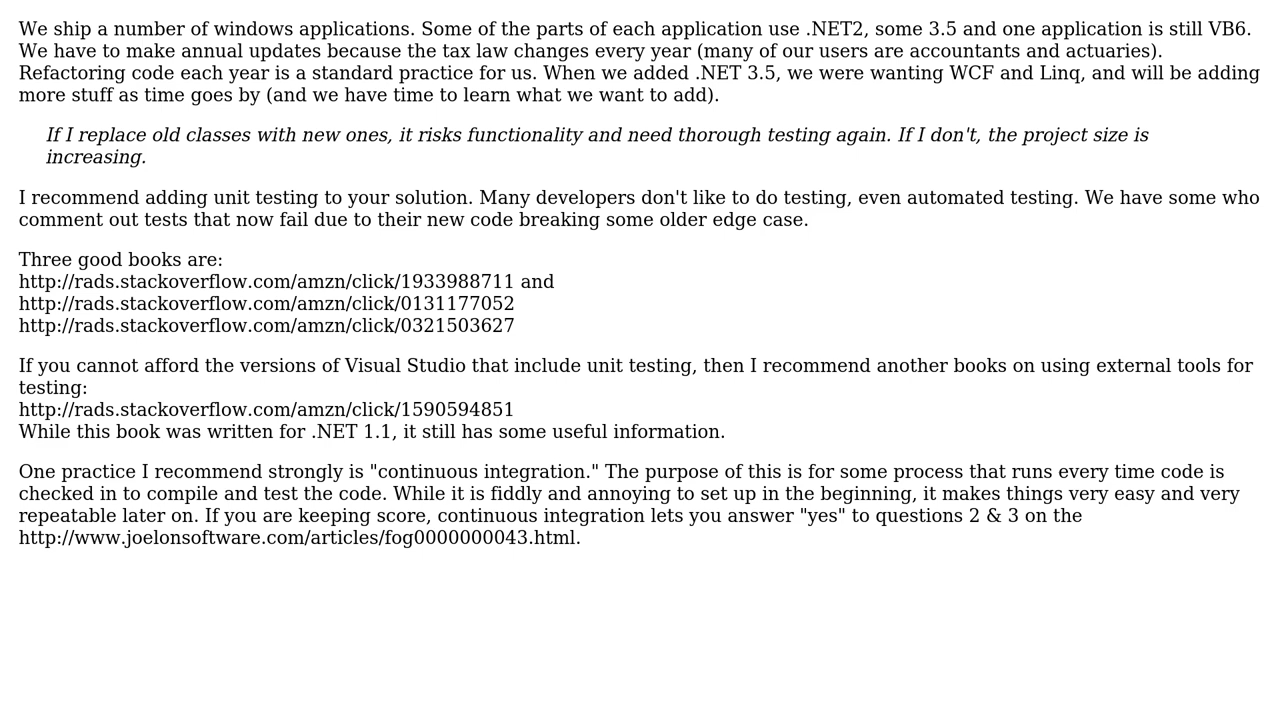 We ship a number of windows applications. Some of the parts of each application use .NET2, some 3.5 and one application is still VB6.
We have to make annual updates because the tax law changes every year (many of our users are accountants and actuaries).
Refactoring code each year is a standard practice for us. When we added .NET 3.5, we were wanting WCF and Linq, and will be adding
more stuff as time goes by (and we have time to learn what we want to add).
If I replace old classes with new ones, it risks functionality and need thorough testing again. If I don't, the project size is
increasing.
I recommend adding unit testing to your solution. Many developers don't like to do testing, even automated testing. We have some who
comment out tests that now fail due to their new code breaking some older edge case.
Three good books are:
http://rads.stackoverflow.com/amzn/click/1933988711 and
http://rads.stackoverflow.com/amzn/click/0131177052
http://rads.stackoverflow.com/amzn/click/0321503627
If you cannot afford the versions of Visual Studio that include unit testing, then I recommend another books on using external tools for
testing:
http://rads.stackoverflow.com/amzn/click/1590594851
While this book was written for .NET 1.1, it still has some useful information.
One practice I recommend strongly is "continuous integration." The purpose of this is for some process that runs every time code is
checked in to compile and test the code. While it is fiddly and annoying to set up in the beginning, it makes things very easy and very
repeatable later on. If you are keeping score, continuous integration lets you answer "yes" to questions 2 & 3 on the
http://www.joelonsoftware.com/articles/fog0000000043.html.